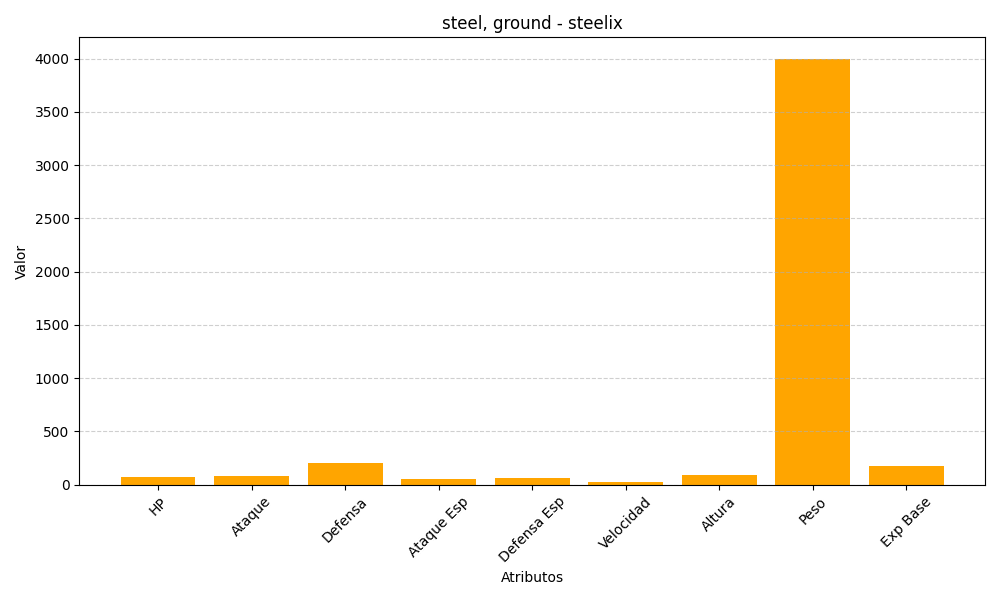 steel, ground - steelix
Valor
4000
3500
3000
2500
2000
1500
1000
500
0
HP
Ataque
Defensa
Ataque Esp
Defensa Esp
Velocidad
Altura
Peso
Exp Base
Atributos